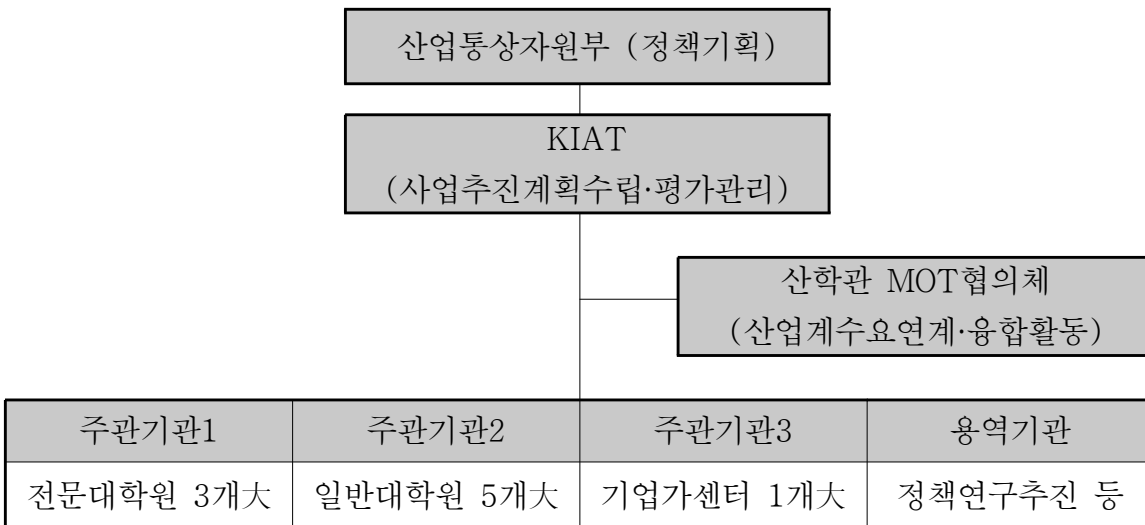 산업통상자원부 (정책기획)
KIAT
(사업추진계획수립·평가관리)
산학관 MOT협의체
(산업계수요연계·융합활동)
주관기관1 주관기관2 주관기관3 용역기관
전문대학원 3개大 일반대학원 5개大 기업가센터 1개大 정책연구추진 등